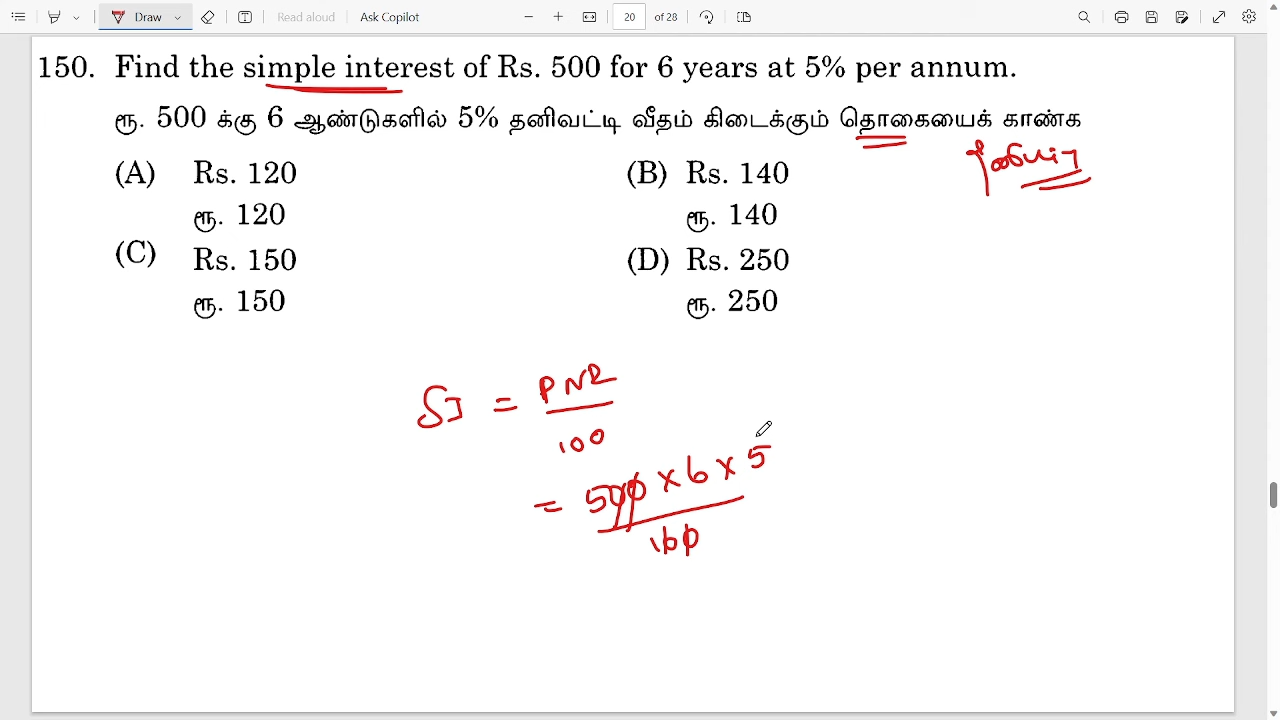 Draw
Read aloud
Ask Copilot
20
of 28
150. Find the simple interest of Rs. 500 for 6 years at 5% per annum.
ரூ. 500 க்கு 6 ஆண்டுகளில் 5% தனிவட்டி வீதம் கிடைக்கும் தொகையைக் காண்க
(A) Rs. 120
ரூ. 120
(B) Rs. 140
ரூ. 140
(C) Rs. 150
ரூ. 150
(D) Rs. 250
ரூ. 250
SI = PNR
100
= 500 x 6 x 5
100